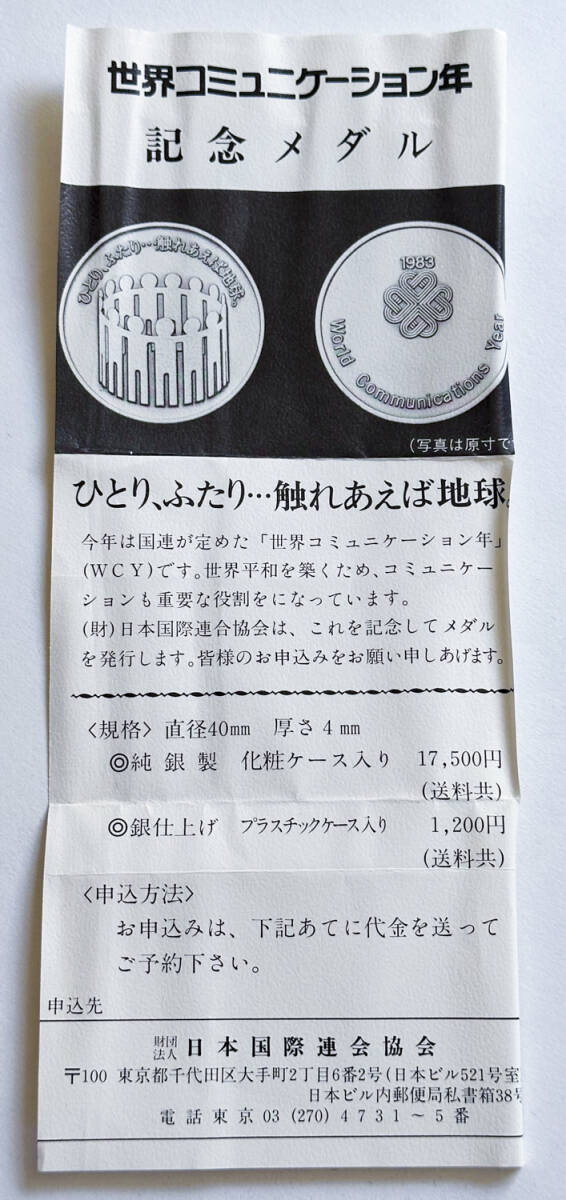 世界コミュニケーション年
記念メダル
ひとり、ふたり…触れあえば地球。
1983
World Communications Year
(写真は原寸で
ひとり、ふたり…触れあえば地球。
今年は国連が定めた「世界コミュニケーション年」
(WCY)です。世界平和を築くため、コミュニケー
ションも重要な役割をになっています。
(財)日本国際連合協会は、これを記念してメダル
を発行します。皆様のお申込みをお願い申しあげます。
〈規格〉直径40mm 厚さ4mm
◎純銀製 化粧ケース入り 17,500円
(送料共)
◎銀仕上げ プラスチックケース入り 1,200円
(送料共)
〈申込方法〉
お申込みは、下記あてに代金を送って
ご予約下さい。
申込先
財団法人 日本国際連合協会
〒100 東京都千代田区大手町2丁目6番2号(日本ビル521号室
日本ビル内郵便局私書箱38号
電話東京 03 (270) 4731〜5番